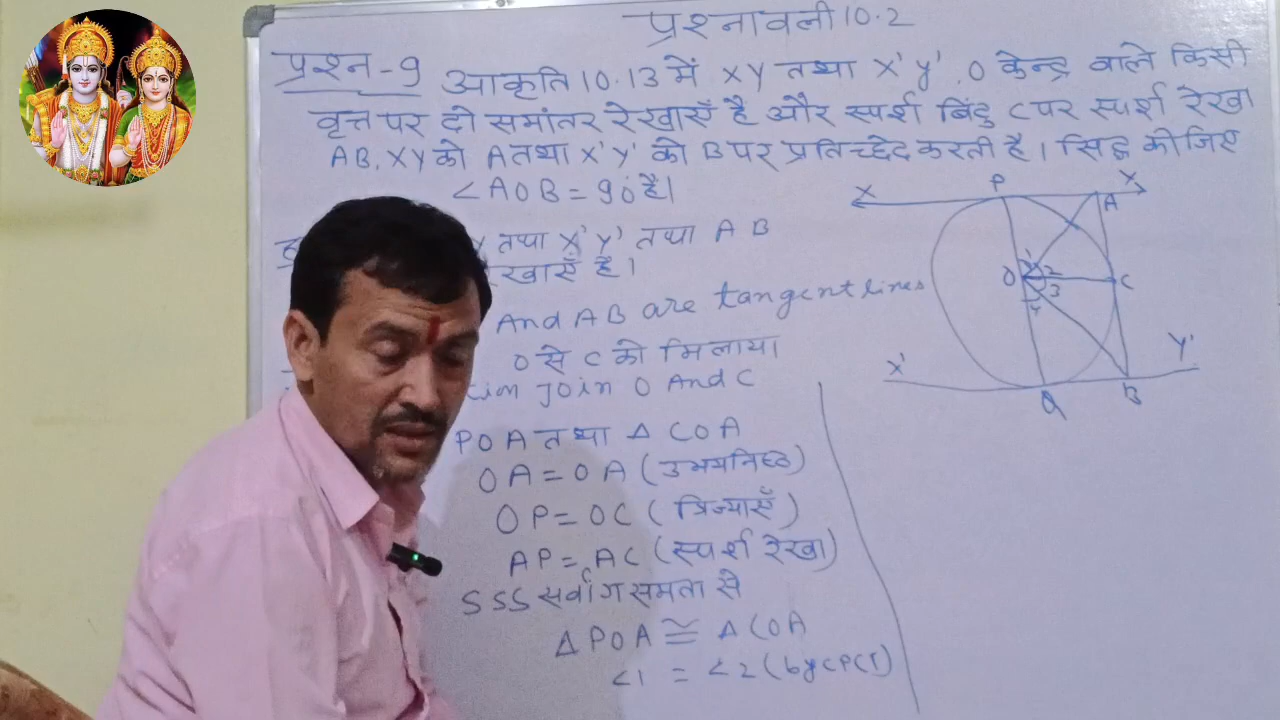 प्रश्नावली 10.2
प्रश्न-9 आकृति 10.13 में XY तथा X'Y', O केन्द्र वाले किसी
वृत्त पर दो समांतर रेखाएँ है और स्पर्श बिंदु C पर स्पर्श रेखा
AB, XY को A तथा X'Y' को B पर प्रतिच्छेद करती है। सिद्ध कीजिए
∠AOB = 90° है।
तथा X'Y' तथा AB
है।
And AB are tangent lines
O से C को मिलाया
Join O And C
POA तथा Δ COA
OA = OA (उभयनिष्ठ)
OP = OC ( त्रिज्याएँ )
AP = AC (स्पर्श रेखा)
SSS सर्वांगसमता से
ΔPOA ≅ ΔCOA
∠1 = ∠2 (by CPCT)
X P X A
O 1 2 3 4 C
X' Q B Y'